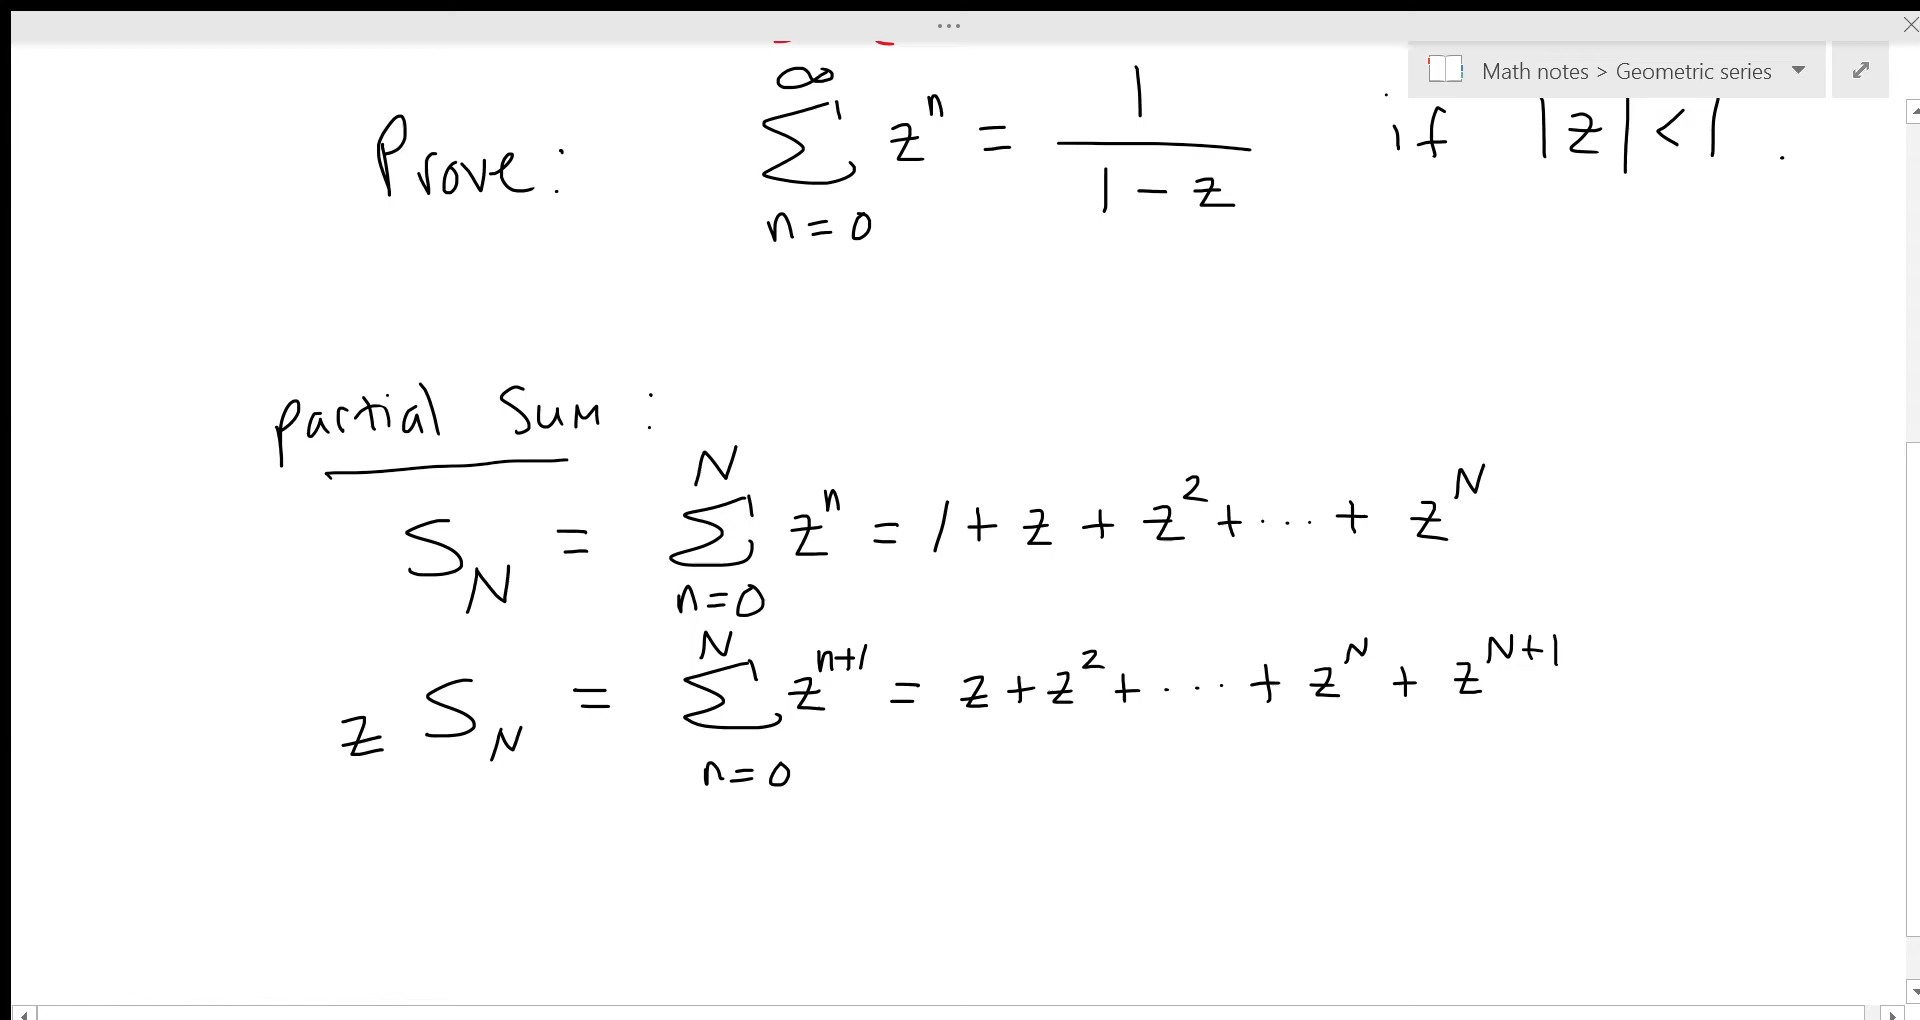 Math notes > Geometric series
Prove: ∑_{n=0}^{∞} z^n = 1/(1-z) if |z|<1.
Partial Sum:
S_N = ∑_{n=0}^{N} z^n = 1 + z + z^2 + ... + z^N
z S_N = ∑_{n=0}^{N} z^{n+1} = z + z^2 + ... + z^N + z^{N+1}